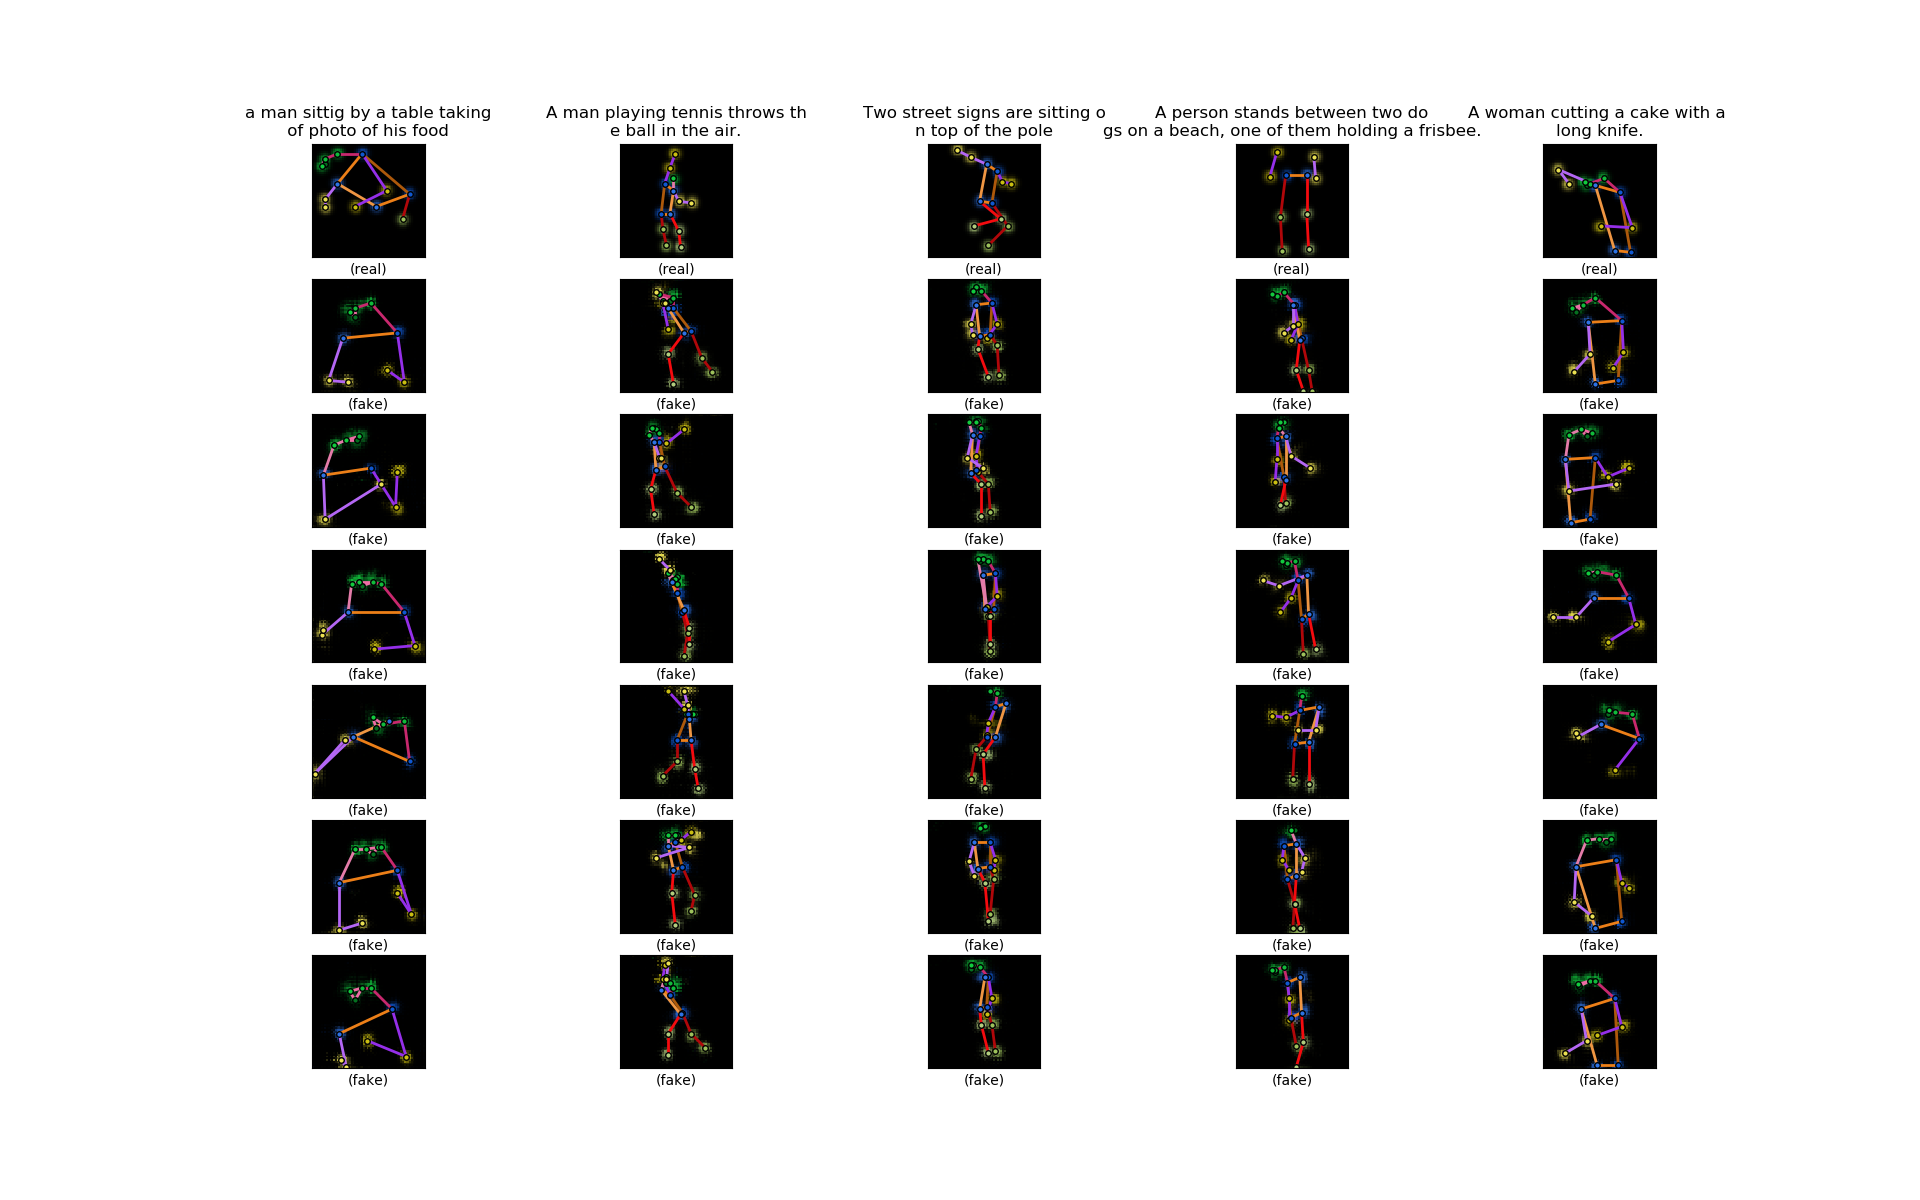 a man sittig by a table taking
of photo of his food
A man playing tennis throws th
e ball in the air.
Two street signs are sitting o
n top of the pole
A person stands between two do
gs on a beach, one of them holding a frisbee.
A woman cutting a cake with a
long knife.
(real) (real) (real) (real) (real)
(fake) (fake) (fake) (fake) (fake)
(fake) (fake) (fake) (fake) (fake)
(fake) (fake) (fake) (fake) (fake)
(fake) (fake) (fake) (fake) (fake)
(fake) (fake) (fake) (fake) (fake)
(fake) (fake) (fake) (fake) (fake)